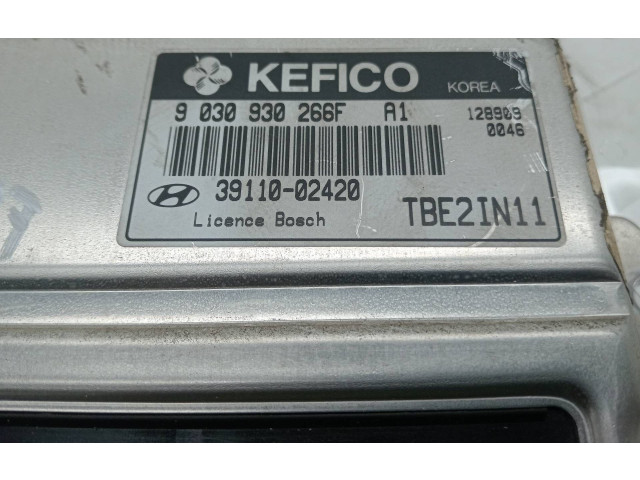 KEFICO KOREA
9 030 930 266F A1 128909
0046
39110-02420
Licence Bosch TBE2IN11